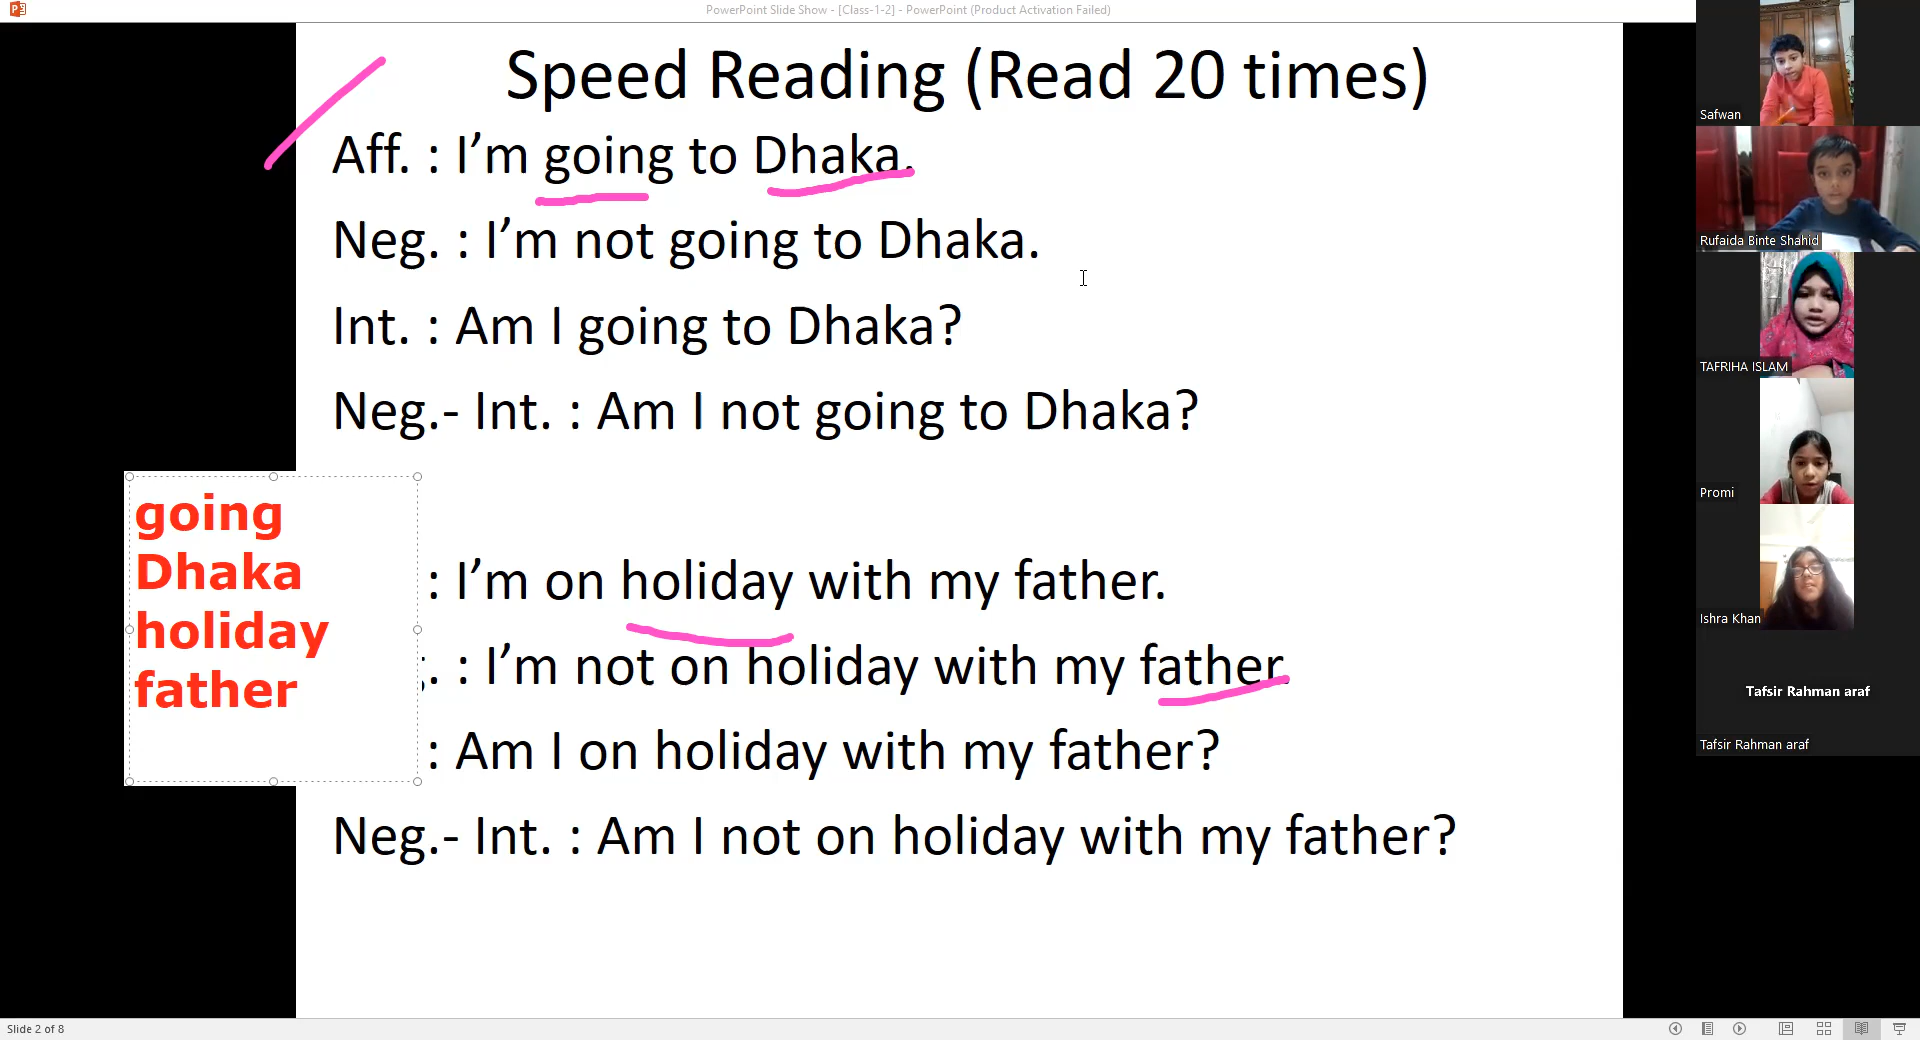 PowerPoint Slide Show - [Class-1-2] - PowerPoint (Product Activation Failed)
Speed Reading (Read 20 times)
Aff. : I’m going to Dhaka.
Neg. : I’m not going to Dhaka.
Int. : Am I going to Dhaka?
Neg.- Int. : Am I not going to Dhaka?
: I’m on holiday with my father.
. : I’m not on holiday with my father.
: Am I on holiday with my father?
Neg.- Int. : Am I not on holiday with my father?
going
Dhaka
holiday
father
Safwan
Rufaida Binte Shahid
TAFRIHA ISLAM
Promi
Ishra Khan
Tafsir Rahman araf
Tafsir Rahman araf
Slide 2 of 8